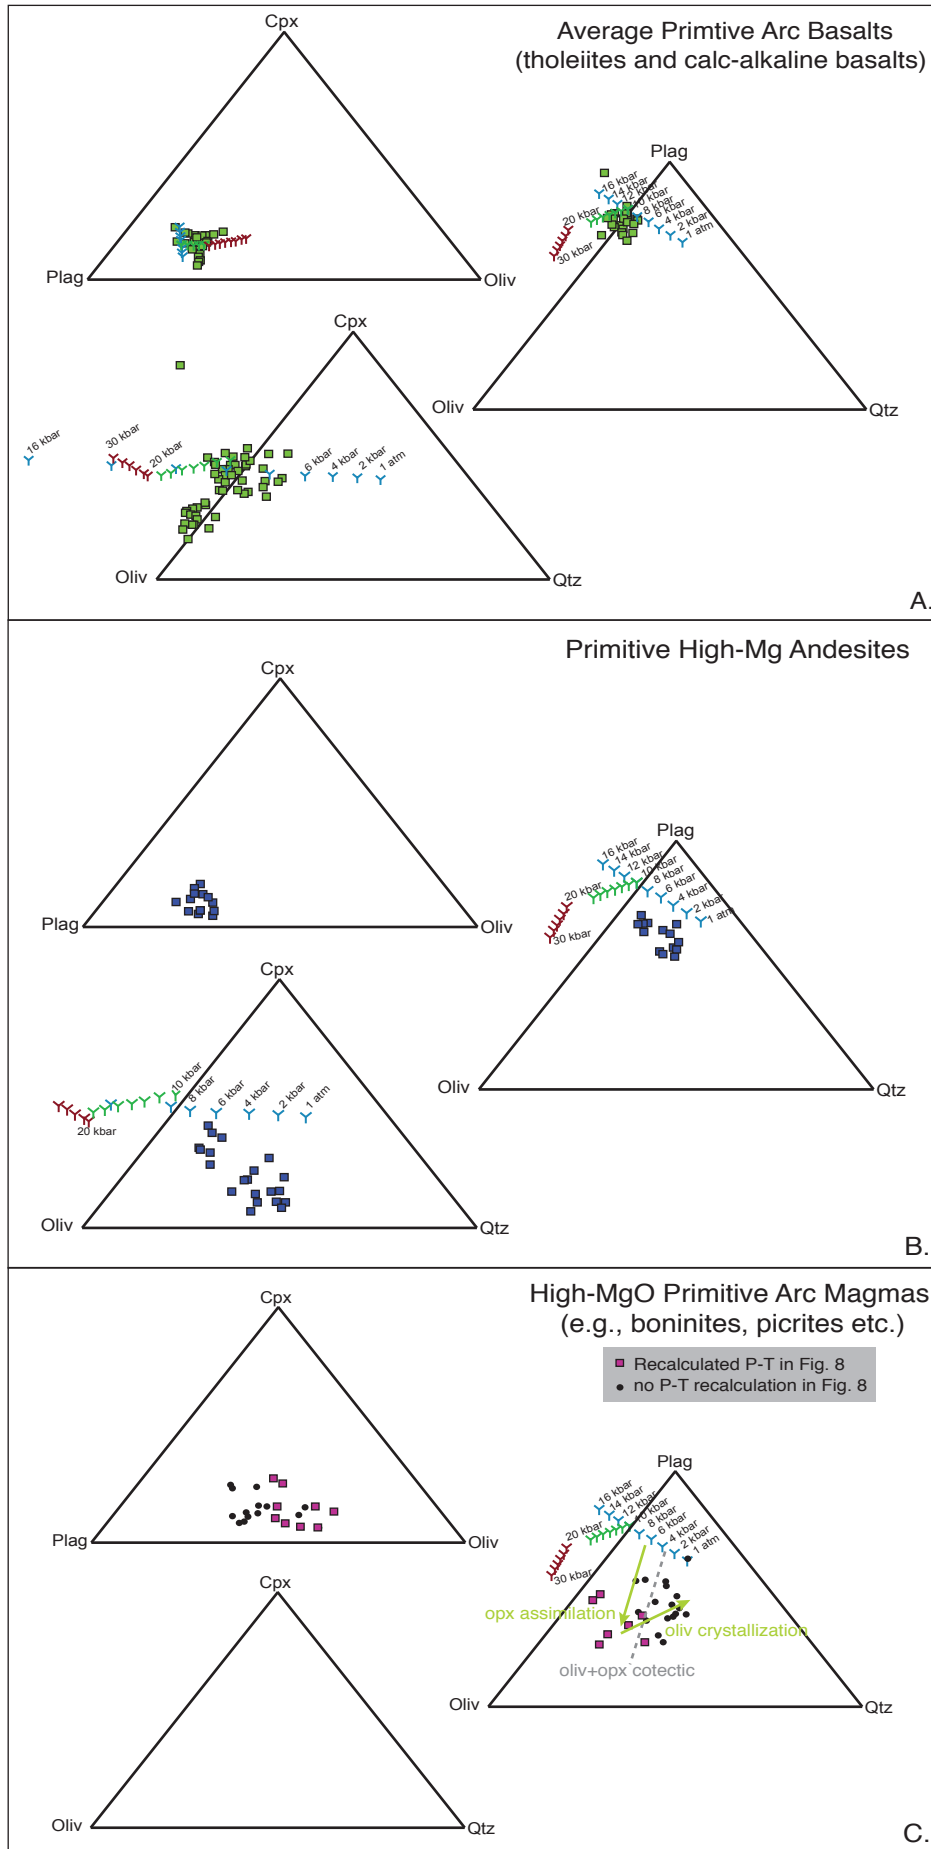 Average Primtive Arc Basalts
(tholeiites and calc-alkaline basalts)
Cpx
Plag
Oliv
Plag
16 kbar
14 kbar
12 kbar
10 kbar
8 kbar
6 kbar
4 kbar
2 kbar
1 atm
20 kbar
30 kbar
Oliv
Qtz
Cpx
16 kbar
30 kbar
20 kbar
6 kbar
4 kbar
2 kbar
1 atm
Oliv
Qtz
A.
Primitive High-Mg Andesites
Cpx
Plag
Oliv
Plag
16 kbar
14 kbar
12 kbar
10 kbar
8 kbar
6 kbar
4 kbar
2 kbar
1 atm
20 kbar
30 kbar
Oliv
Qtz
Cpx
10 kbar
8 kbar
6 kbar
4 kbar
2 kbar
1 atm
20 kbar
Oliv
Qtz
B.
High-MgO Primitive Arc Magmas
(e.g., boninites, picrites etc.)
Recalculated P-T in Fig. 8
no P-T recalculation in Fig. 8
Cpx
Plag
Oliv
Plag
16 kbar
14 kbar
12 kbar
10 kbar
8 kbar
6 kbar
4 kbar
2 kbar
1 atm
20 kbar
30 kbar
opx assimilation
oliv crystallization
oliv+opx cotectic
Oliv
Qtz
Cpx
Oliv
Qtz
C.